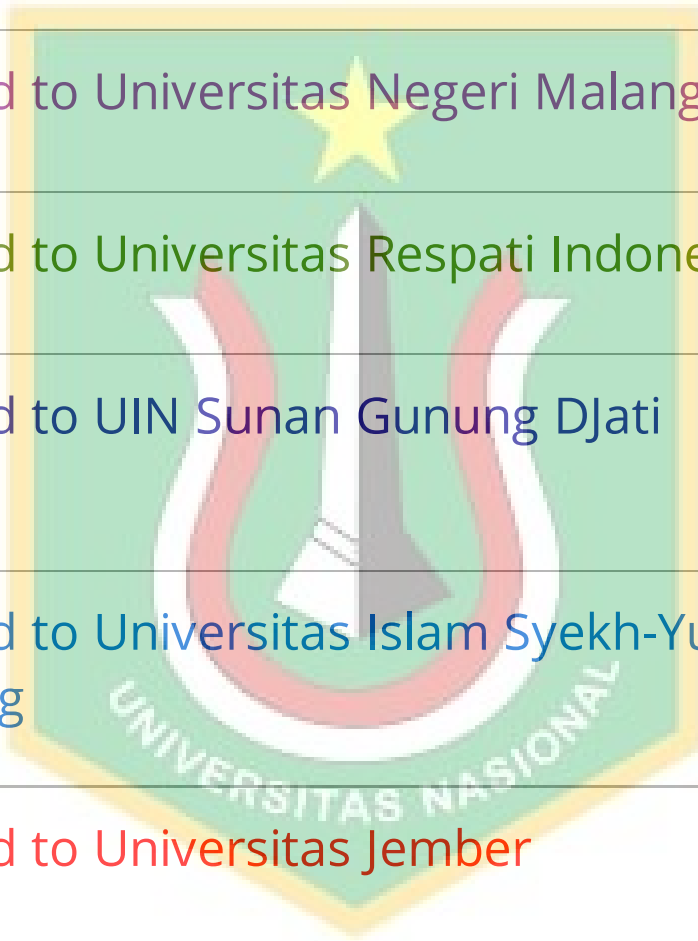 d to Universitas Negeri Malang
d to Universitas Respati Indone
d to UIN Sunan Gunung DJati
d to Universitas Islam Syekh-Yu
g
UNIVERSITAS NASIONAL
d to Universitas Jember